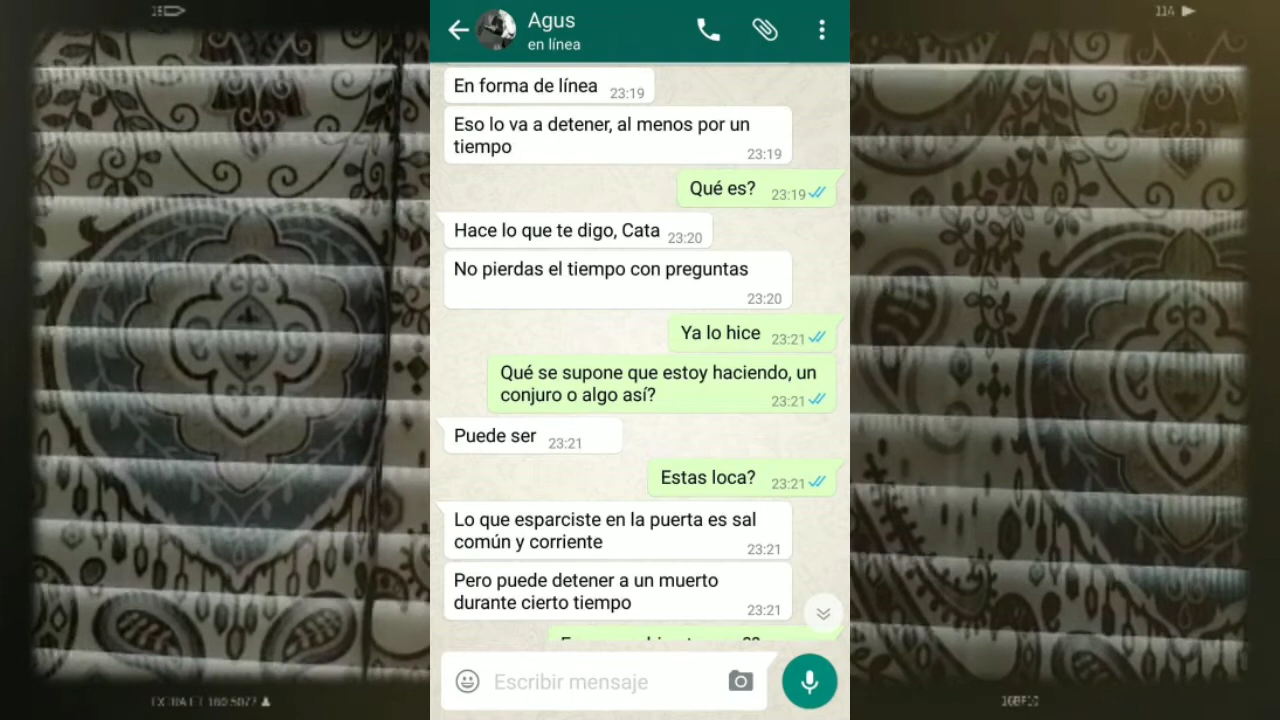 Agus
en línea
En forma de línea 23:19
Eso lo va a detener, al menos por un
tiempo 23:19
Qué es? 23:19
Hace lo que te digo, Cata 23:20
No pierdas el tiempo con preguntas
23:20
Ya lo hice 23:21
Qué se supone que estoy haciendo, un
conjuro o algo así? 23:21
Puede ser 23:21
Estas loca? 23:21
Lo que esparciste en la puerta es sal
común y corriente 23:21
Pero puede detener a un muerto
durante cierto tiempo 23:21
Escribir mensaje